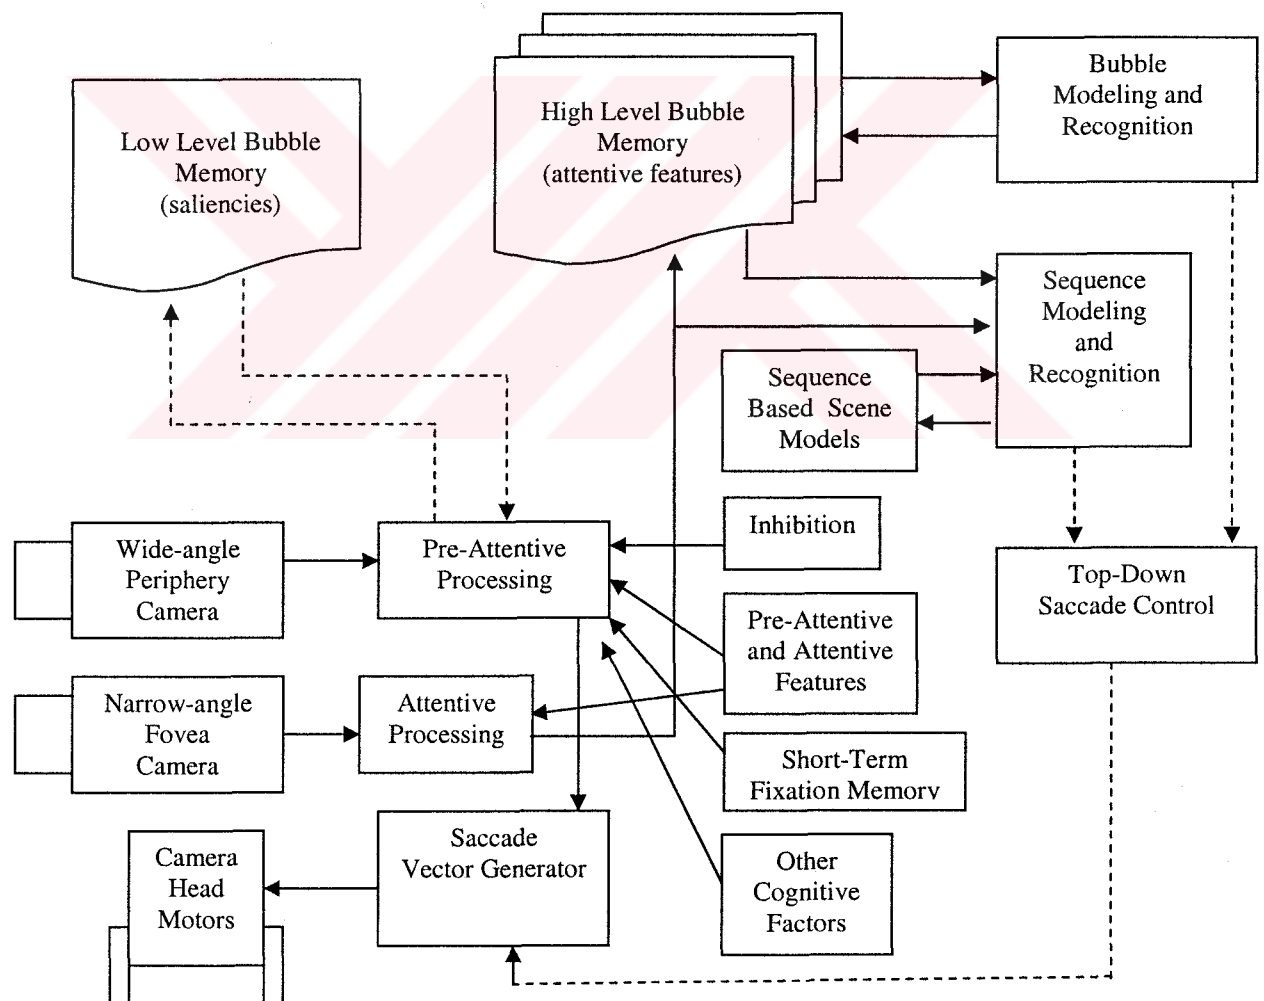 Low Level Bubble
Memory
(saliencies)
High Level Bubble
Memory
(attentive features)
Bubble
Modeling and
Recognition
Sequence
Modeling
and
Recognition
Sequence
Based Scene
Models
Inhibition
Wide-angle
Periphery
Camera
Pre-Attentive
Processing
Top-Down
Saccade Control
Pre-Attentive
and Attentive
Features
Narrow-angle
Fovea
Camera
Attentive
Processing
Short-Term
Fixation Memory
Camera
Head
Motors
Saccade
Vector Generator
Other
Cognitive
Factors